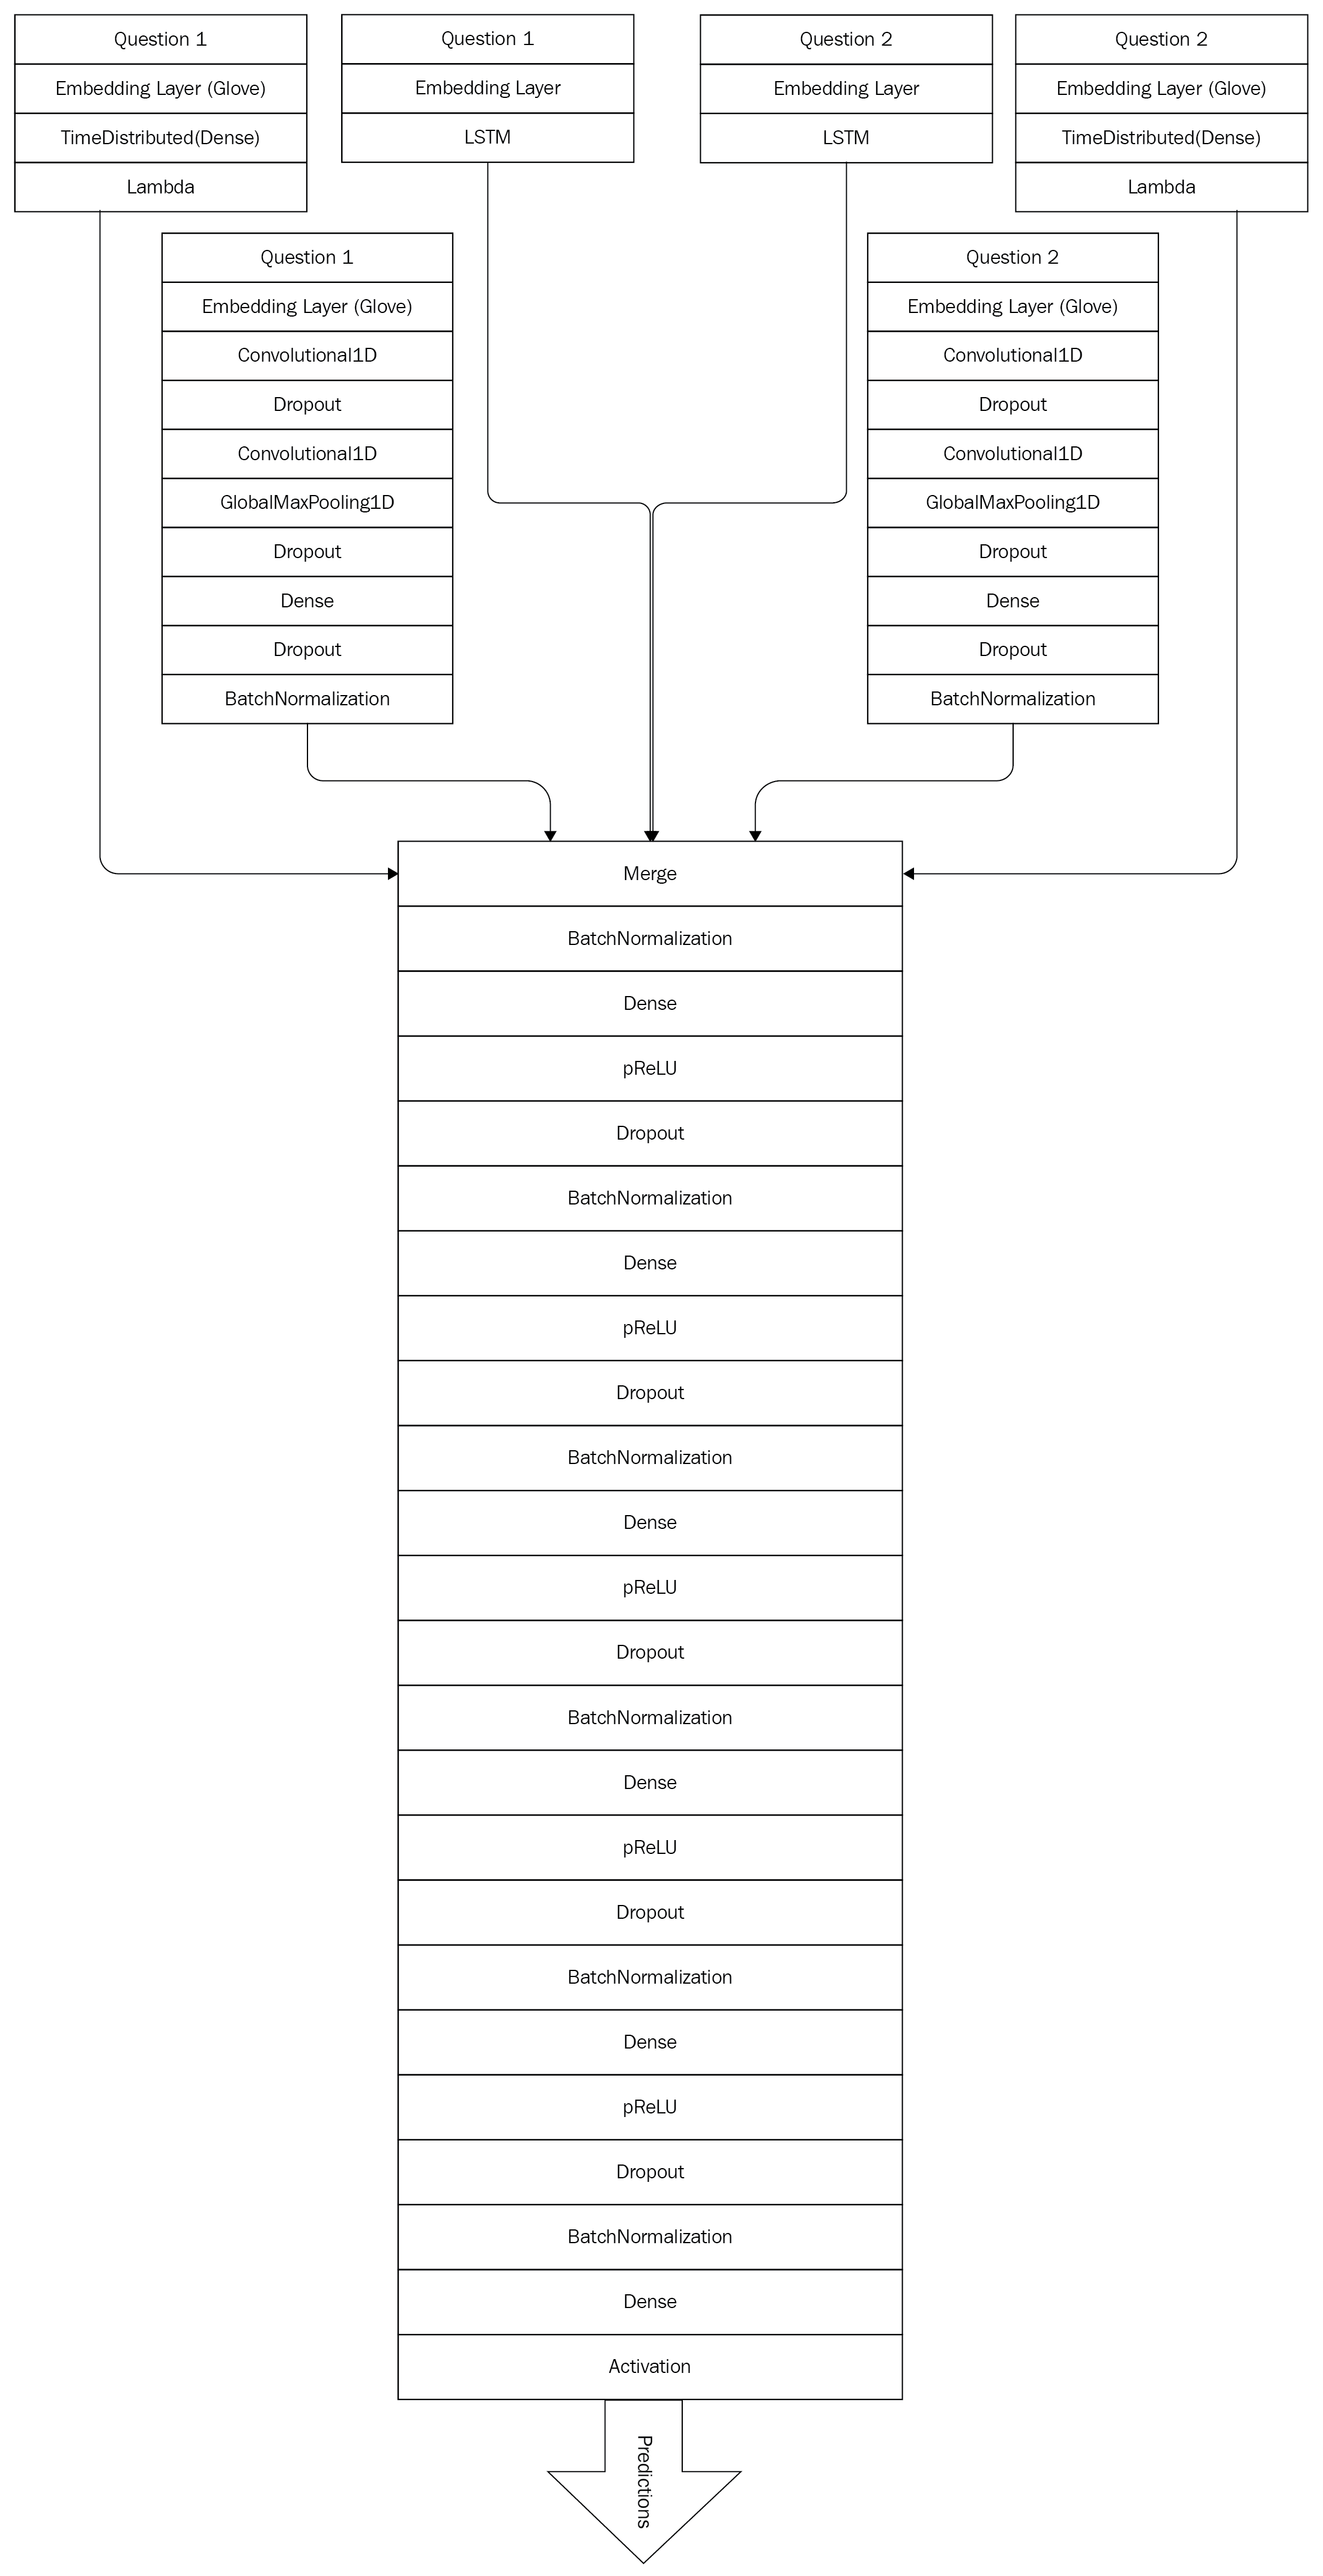 Question 1
Embedding Layer (Glove)
TimeDistributed(Dense)
Lambda
Question 1
Embedding Layer
LSTM
Question 2
Embedding Layer
LSTM
Question 2
Embedding Layer (Glove)
TimeDistributed(Dense)
Lambda
Question 1
Embedding Layer (Glove)
Convolutional1D
Dropout
Convolutional1D
GlobalMaxPooling1D
Dropout
Dense
Dropout
BatchNormalization
Question 2
Embedding Layer (Glove)
Convolutional1D
Dropout
Convolutional1D
GlobalMaxPooling1D
Dropout
Dense
Dropout
BatchNormalization
Merge
BatchNormalization
Dense
pReLU
Dropout
BatchNormalization
Dense
pReLU
Dropout
BatchNormalization
Dense
pReLU
Dropout
BatchNormalization
Dense
pReLU
Dropout
BatchNormalization
Dense
pReLU
Dropout
BatchNormalization
Dense
Activation
Predictions